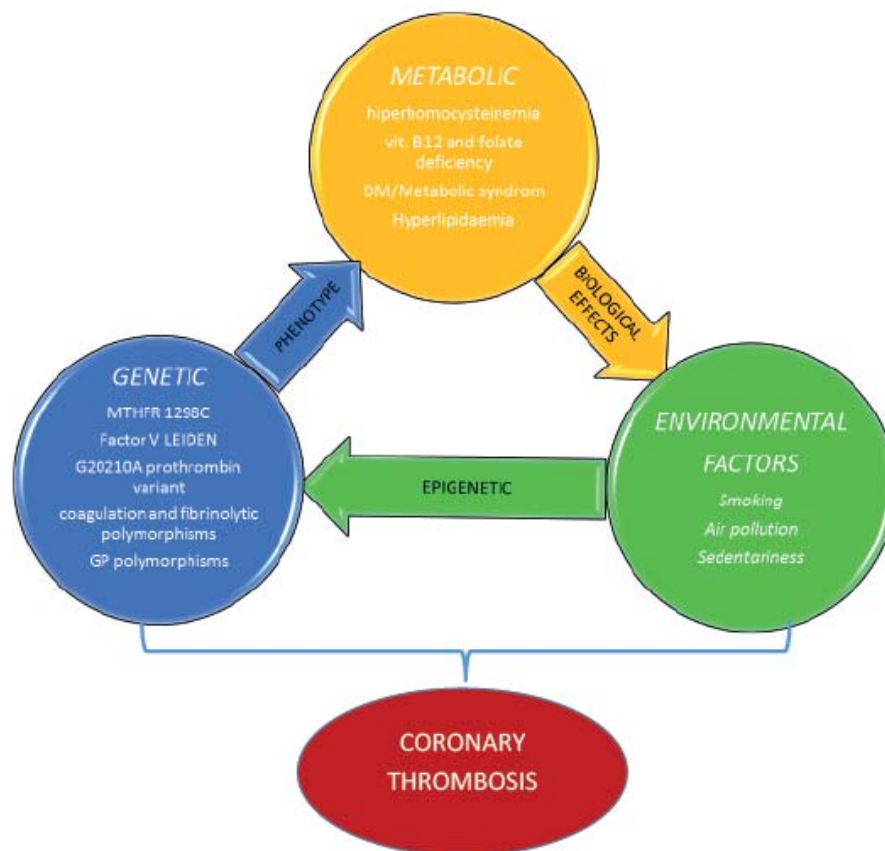 METABOLIC
hiperhomocysteinemia
vit. B12 and folate
deficiency
DM/Metabolic syndrom
Hyperlipidaemia
PHENOTYPE
BIOLOGICAL
EFFECTS
GENETIC
MTHFR 1298C
Factor V LEIDEN
G20210A prothrombin
variant
coagulation and fibrinolytic
polymorphisms
GP polymorphisms
EPIGENETIC
ENVIRONMENTAL
FACTORS
Smoking
Air pollution
Sedentariness
CORONARY
THROMBOSIS